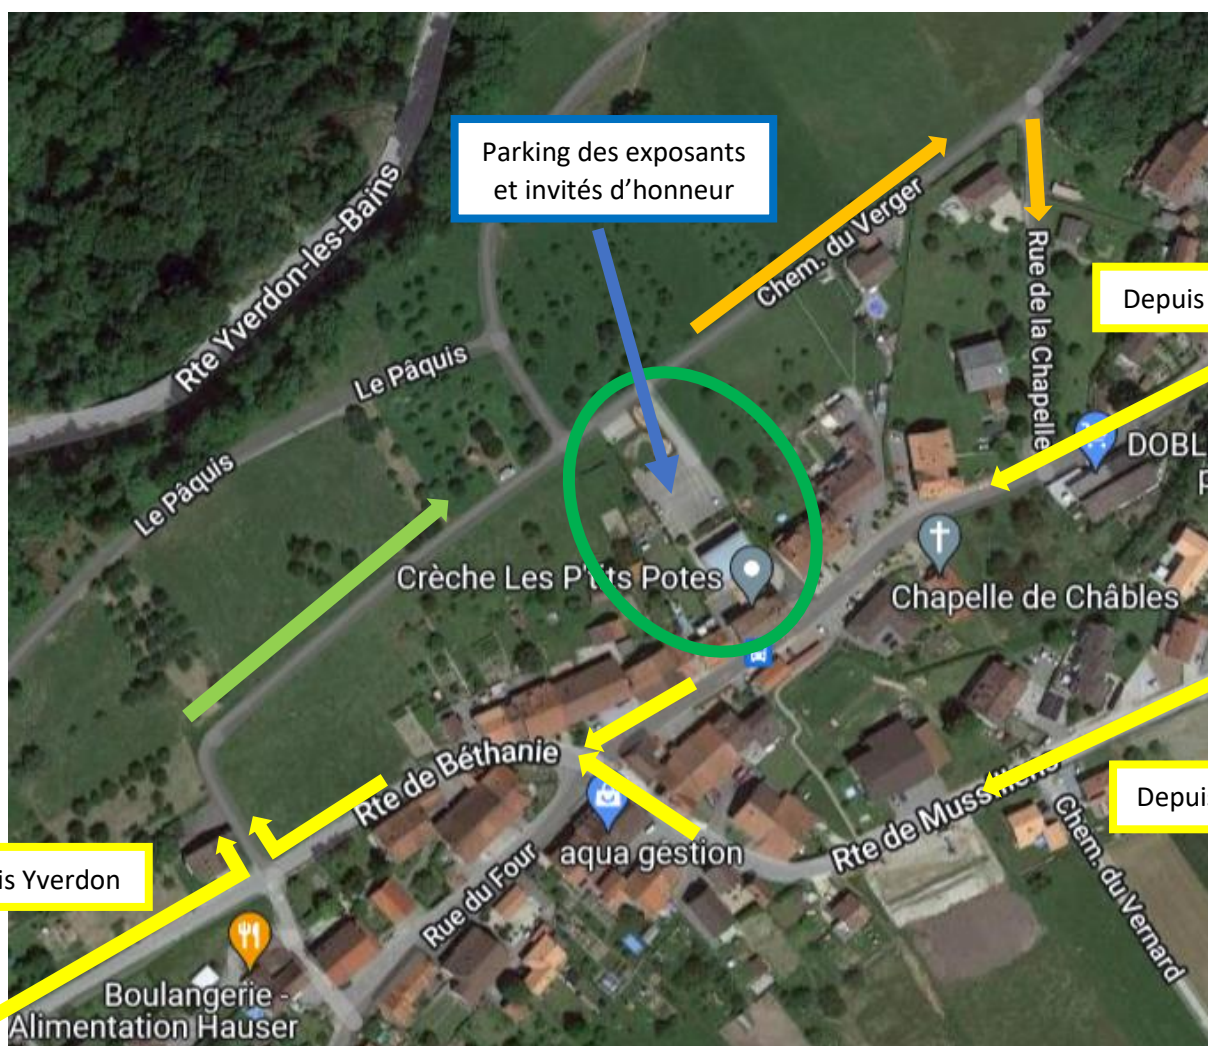 Parking des exposants
et invités d’honneur
Rte Yverdon-les-Bains
Chem. du Verger
Rue de la Chapelle
Depuis
Le Pâquis
Le Pâquis
DOBL
Crèche Les P'tits Potes
Chapelle de Châbles
Rte de Béthanie
Rte de Mussillens
Depuis
Chem. du Vernard
aqua gestion
Rue du Four
is Yverdon
Boulangerie -
Alimentation Hauser